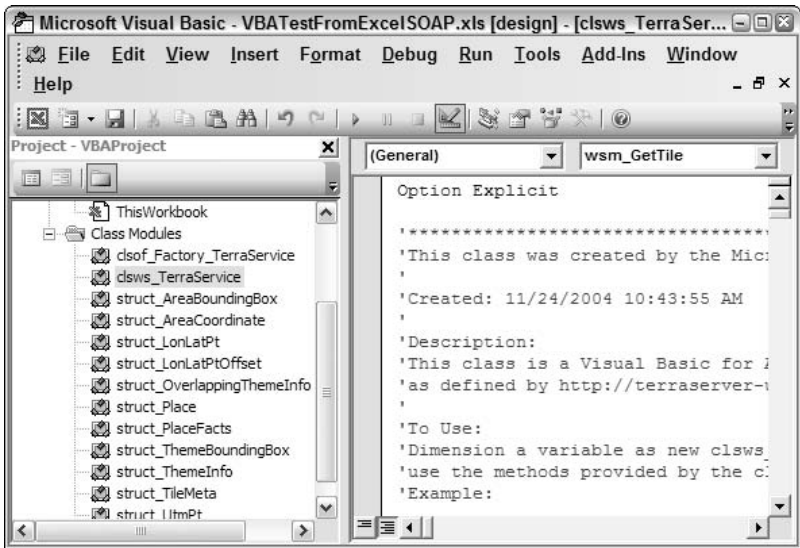 Microsoft Visual Basic - VBATestFromExcelSOAP.xls [design] - [clsws_TerraSer...
File Edit View Insert Format Debug Run Tools Add-Ins Window
Help
Project - VBAProject
(General)
wsm_GetTile
ThisWorkbook
Class Modules
clsof_Factory_TerraService
clsws_TerraService
struct_AreaBoundingBox
struct_AreaCoordinate
struct_LonLatPt
struct_LonLatPtOffset
struct_OverlappingThemeInfo
struct_Place
struct_PlaceFacts
struct_ThemeBoundingBox
struct_ThemeInfo
struct_TileMeta
struct_UtmPt
Option Explicit
'***********************************
'This class was created by the Mic
'
'Created: 11/24/2004 10:43:55 AM
'
'Description:
'This class is a Visual Basic for
'as defined by http://terraserver-
'
'To Use:
'Dimension a variable as new clsws_
'use the methods provided by the
'Example: